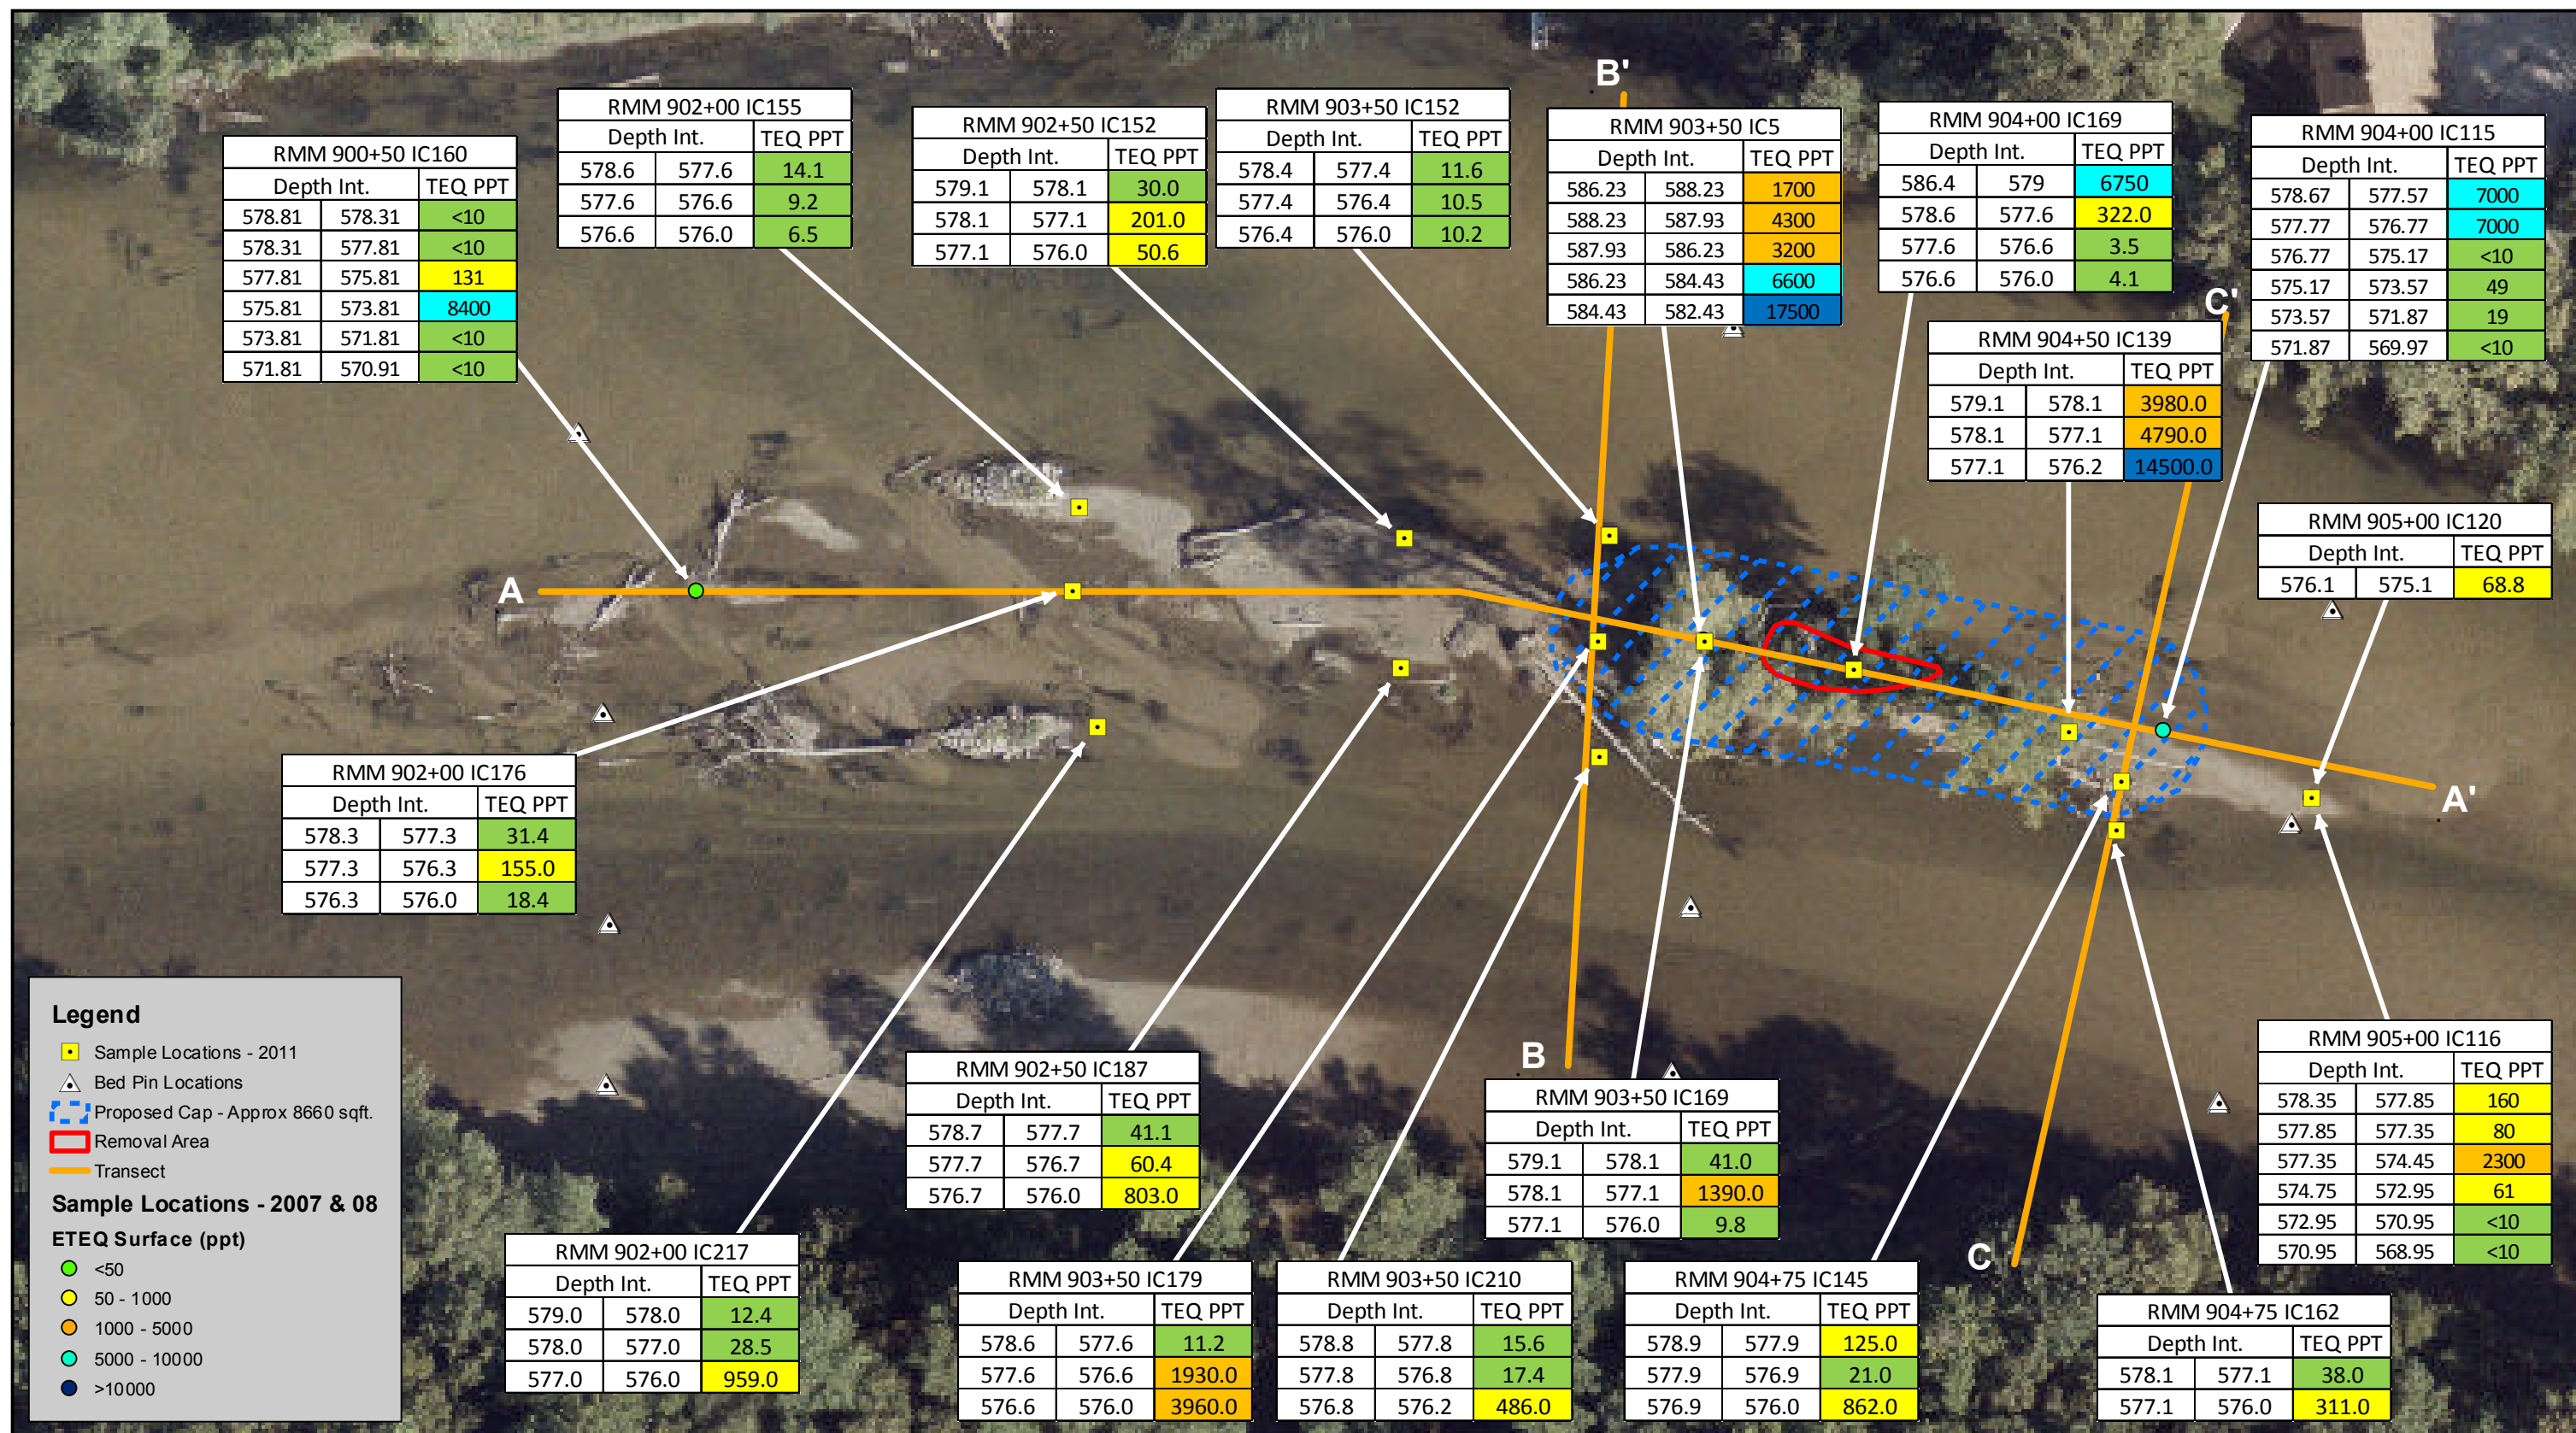 B'
RMM 900+50 IC160
Depth Int. TEQ PPT
578.81 578.31 <10
578.31 577.81 <10
577.81 575.81 131
575.81 573.81 8400
573.81 571.81 <10
571.81 570.91 <10
RMM 902+00 IC155
Depth Int. TEQ PPT
578.6 577.6 14.1
577.6 576.6 9.2
576.6 576.0 6.5
RMM 902+50 IC152
Depth Int. TEQ PPT
579.1 578.1 30.0
578.1 577.1 201.0
577.1 576.0 50.6
RMM 903+50 IC152
Depth Int. TEQ PPT
578.4 577.4 11.6
577.4 576.4 10.5
576.4 576.0 10.2
RMM 903+50 IC5
Depth Int. TEQ PPT
586.23 588.23 1700
588.23 587.93 4300
587.93 586.23 3200
586.23 584.43 6600
584.43 582.43 17500
RMM 904+00 IC169
Depth Int. TEQ PPT
586.4 579 6750
578.6 577.6 322.0
577.6 576.6 3.5
576.6 576.0 4.1
RMM 904+00 IC115
Depth Int. TEQ PPT
578.67 577.57 7000
577.77 576.77 7000
576.77 575.17 <10
575.17 573.57 49
573.57 571.87 19
571.87 569.97 <10
C'
RMM 904+50 IC139
Depth Int. TEQ PPT
579.1 578.1 3980.0
578.1 577.1 4790.0
577.1 576.2 14500.0
RMM 905+00 IC120
Depth Int. TEQ PPT
576.1 575.1 68.8
A
A'
RMM 902+00 IC176
Depth Int. TEQ PPT
578.3 577.3 31.4
577.3 576.3 155.0
576.3 576.0 18.4
B
C
RMM 902+50 IC187
Depth Int. TEQ PPT
578.7 577.7 41.1
577.7 576.7 60.4
576.7 576.0 803.0
RMM 903+50 IC169
Depth Int. TEQ PPT
579.1 578.1 41.0
578.1 577.1 1390.0
577.1 576.0 9.8
RMM 905+00 IC116
Depth Int. TEQ PPT
578.35 577.85 160
577.85 577.35 80
577.35 574.45 2300
574.75 572.95 61
572.95 570.95 <10
570.95 568.95 <10
RMM 902+00 IC217
Depth Int. TEQ PPT
579.0 578.0 12.4
578.0 577.0 28.5
577.0 576.0 959.0
RMM 903+50 IC179
Depth Int. TEQ PPT
578.6 577.6 11.2
577.6 576.6 1930.0
576.6 576.0 3960.0
RMM 903+50 IC210
Depth Int. TEQ PPT
578.8 577.8 15.6
577.8 576.8 17.4
576.8 576.2 486.0
RMM 904+75 IC145
Depth Int. TEQ PPT
578.9 577.9 125.0
577.9 576.9 21.0
576.9 576.0 862.0
RMM 904+75 IC162
Depth Int. TEQ PPT
578.1 577.1 38.0
577.1 576.0 311.0
Legend
Sample Locations - 2011
Bed Pin Locations
Proposed Cap - Approx 8660 sqft.
Removal Area
Transect
Sample Locations - 2007 & 08
ETEQ Surface (ppt)
<50
50 - 1000
1000 - 5000
5000 - 10000
>10000